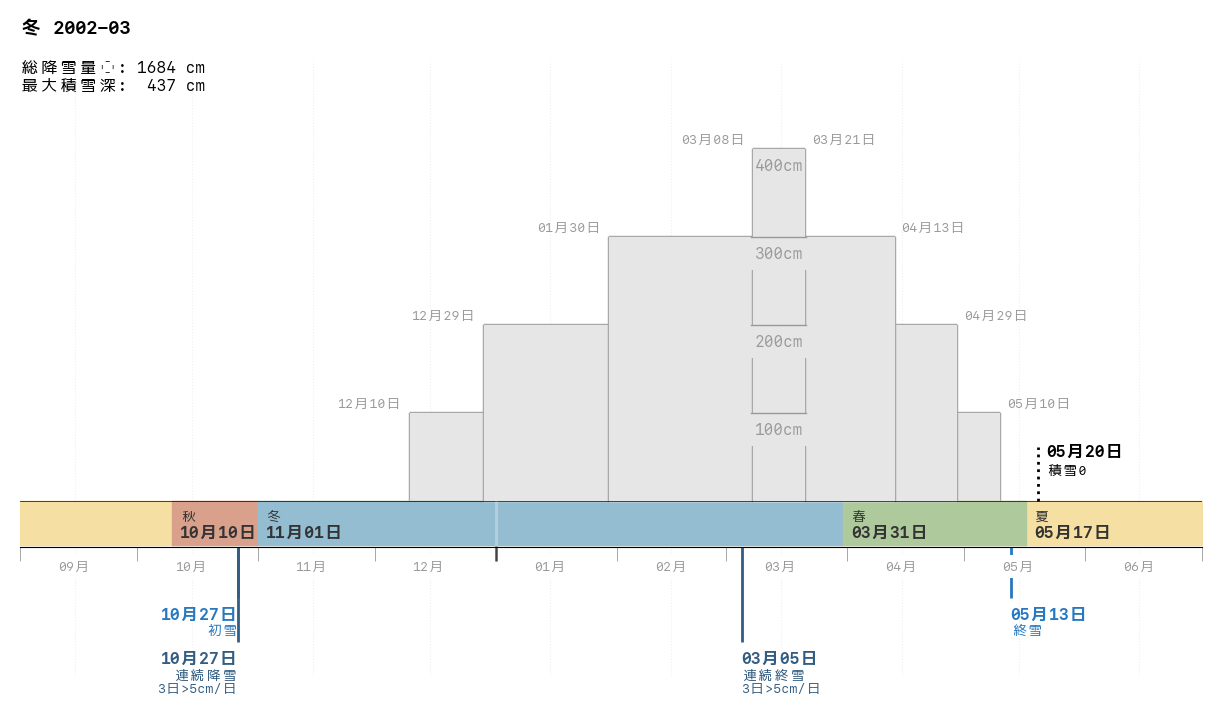 冬 2002–03
総降雪量: 1684 cm
最大積雪深: 437 cm
03月08日
03月21日
400cm
01月30日
04月13日
300cm
12月29日
04月29日
200cm
12月10日
05月10日
100cm
05月20日
積雪0
秋
10月10日
冬
11月01日
春
03月31日
夏
05月17日
09月
10月
11月
12月
01月
02月
03月
04月
05月
06月
10月27日
初雪
05月13日
終雪
10月27日
連続降雪
3日>5cm/日
03月05日
連続終雪
3日>5cm/日